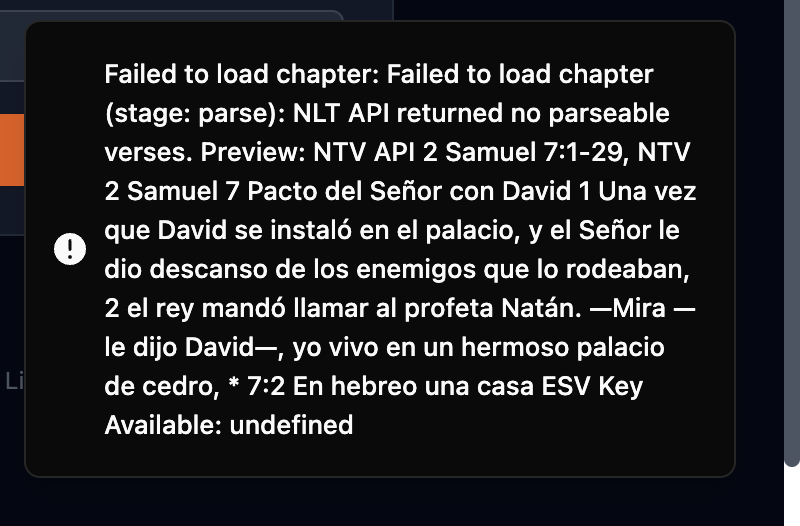 Failed to load chapter: Failed to load chapter
(stage: parse): NLT API returned no parseable
verses. Preview: NTV API 2 Samuel 7:1-29, NTV
2 Samuel 7 Pacto del Señor con David 1 Una vez
que David se instaló en el palacio, y el Señor le
dio descanso de los enemigos que lo rodeaban,
2 el rey mandó llamar al profeta Natán. —Mira —
le dijo David—, yo vivo en un hermoso palacio
de cedro, * 7:2 En hebreo una casa ESV Key
Available: undefined
Li